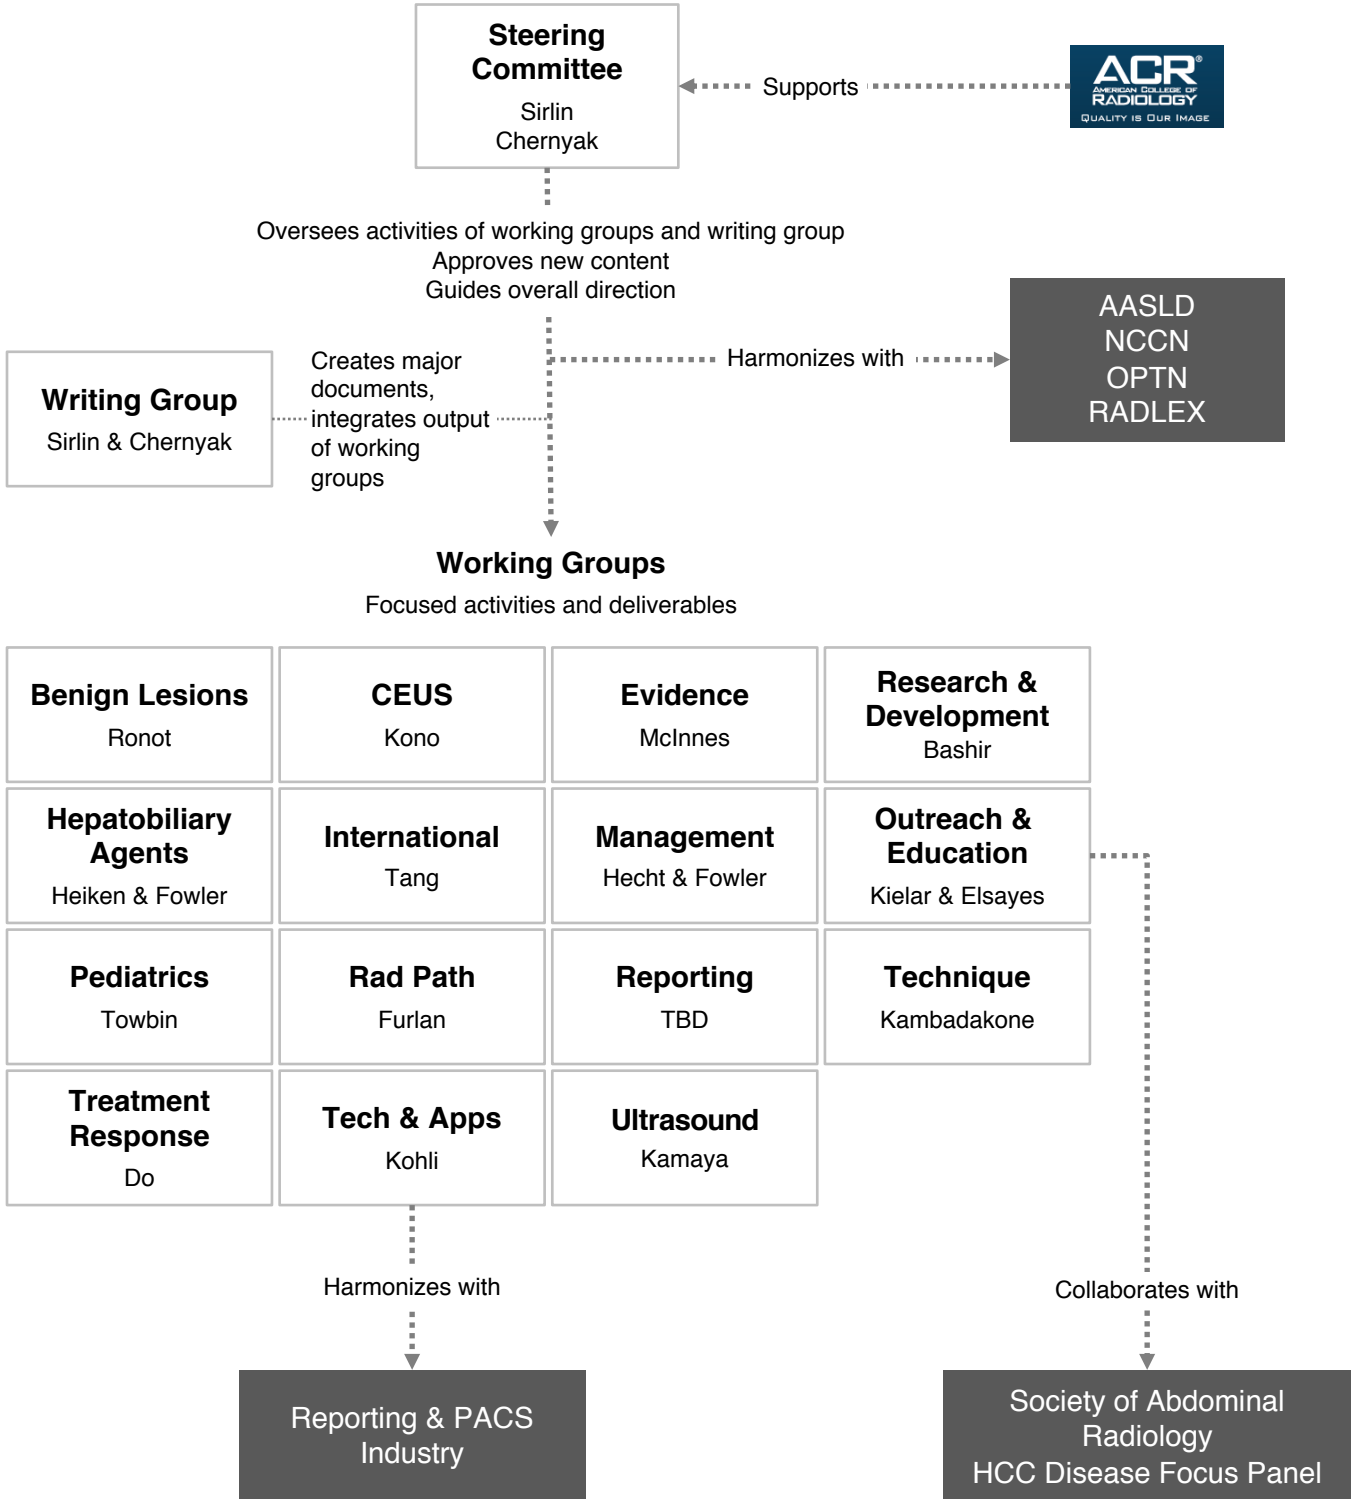 Steering
Committee
Sirlin
Chernyak
Supports
ACR®
AMERICAN COLLEGE OF
RADIOLOGY
QUALITY IS OUR IMAGE
Oversees activities of working groups and writing group
Approves new content
Guides overall direction
AASLD
NCCN
OPTN
RADLEX
Harmonizes with
Writing Group
Sirlin & Chernyak
Creates major
documents,
integrates output
of working
groups
Working Groups
Focused activities and deliverables
Benign Lesions
Ronot
CEUS
Kono
Evidence
McInnes
Research &
Development
Bashir
Hepatobiliary
Agents
Heiken & Fowler
International
Tang
Management
Hecht & Fowler
Outreach &
Education
Kielar & Elsayes
Pediatrics
Towbin
Rad Path
Furlan
Reporting
TBD
Technique
Kambadakone
Treatment
Response
Do
Tech & Apps
Kohli
Ultrasound
Kamaya
Harmonizes with
Collaborates with
Reporting & PACS
Industry
Society of Abdominal
Radiology
HCC Disease Focus Panel